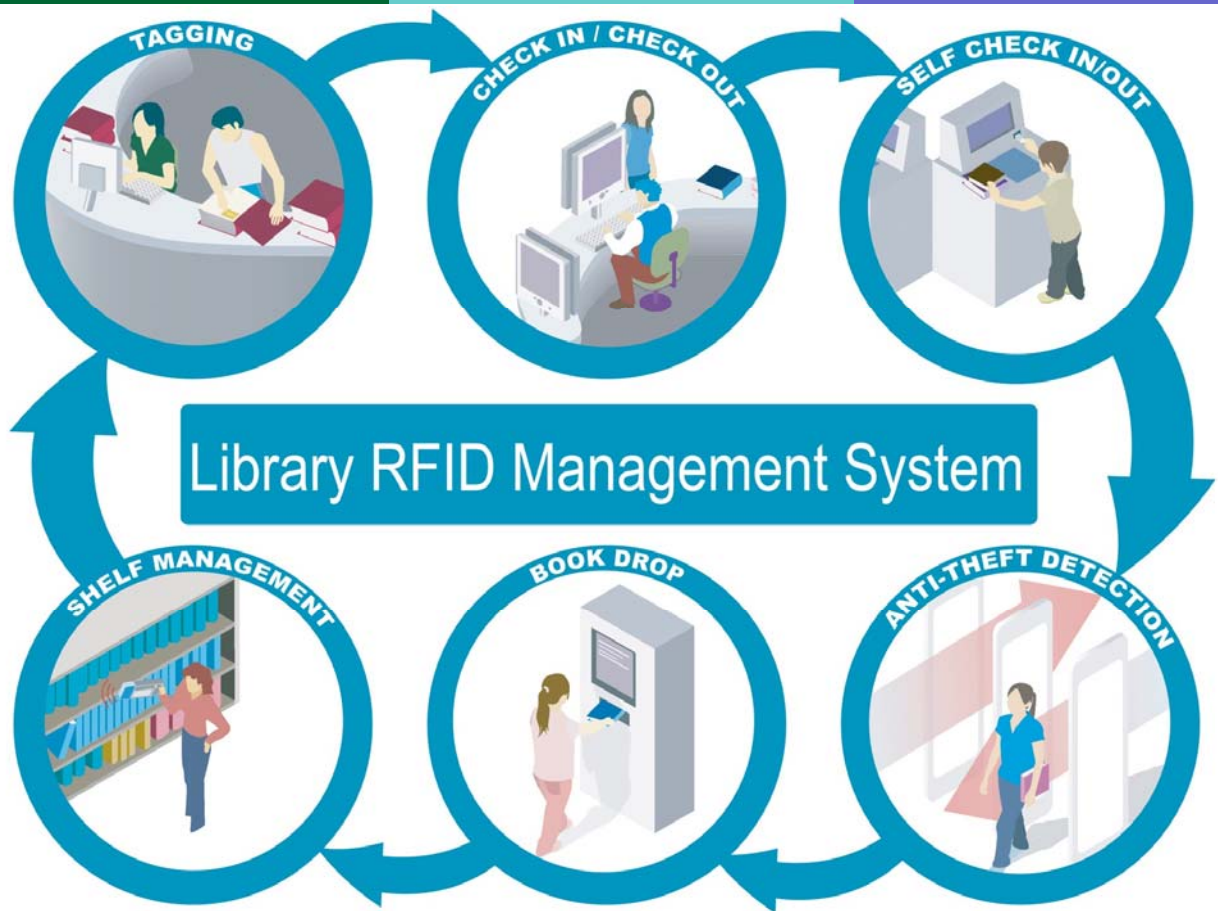 TAGGING
CHECK IN / CHECK OUT
SELF CHECK IN/OUT
Library RFID Management System
SHELF MANAGEMENT
BOOK DROP
ANTI-THEFT DETECTION